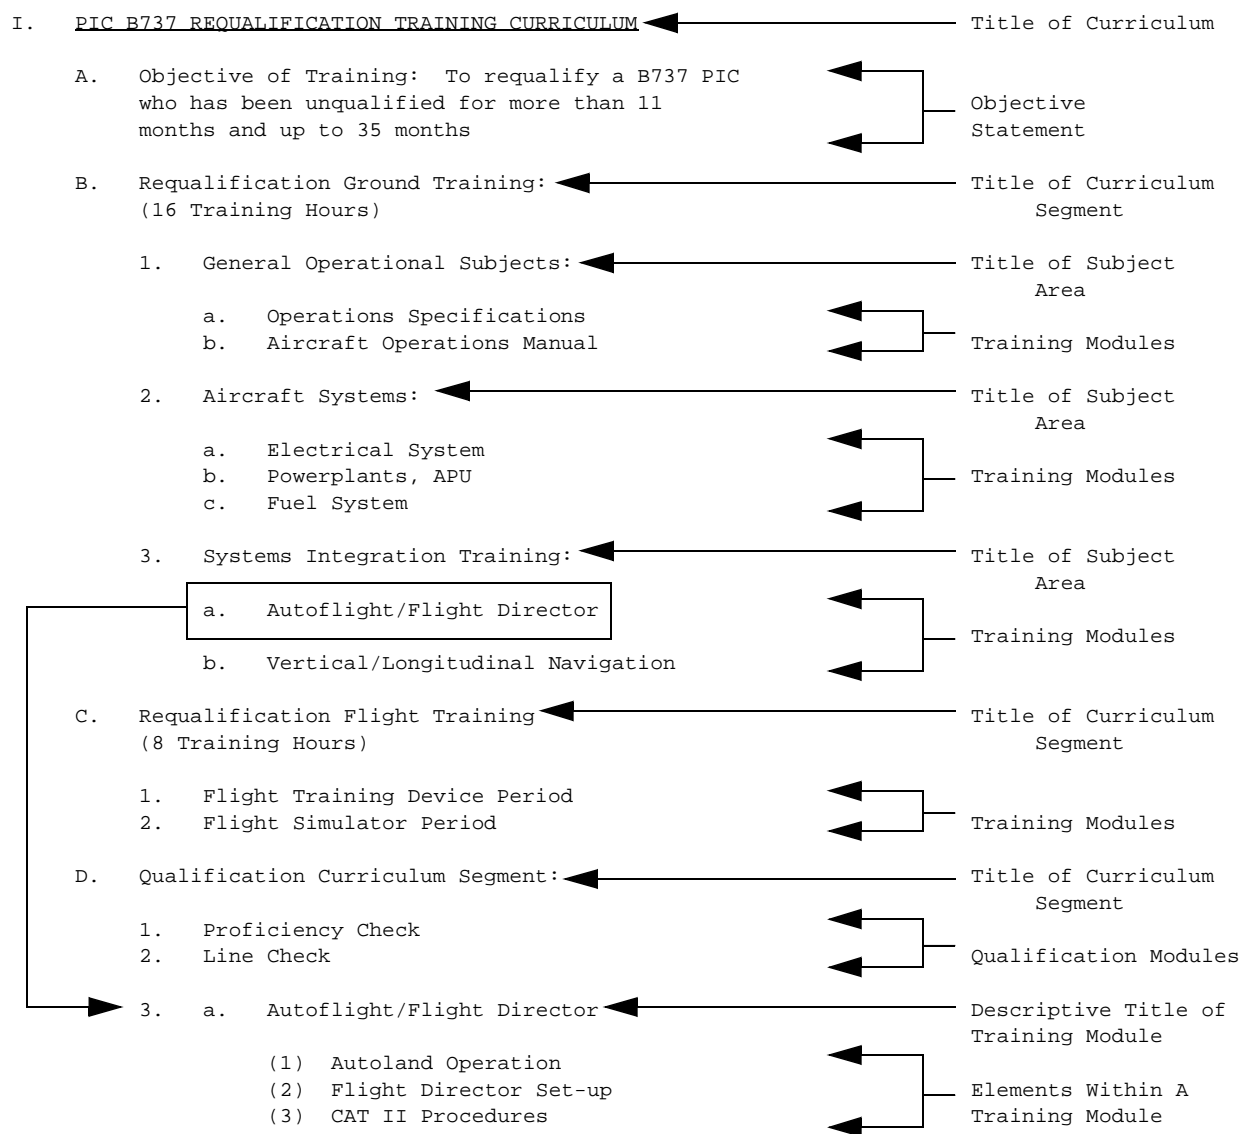 I. PIC B737 REQUALIFICATION TRAINING CURRICULUM Title of Curriculum
A. Objective of Training: To requalify a B737 PIC
who has been unqualified for more than 11 Objective
months and up to 35 months Statement
B. Requalification Ground Training: Title of Curriculum
(16 Training Hours) Segment
1. General Operational Subjects: Title of Subject
Area
a. Operations Specifications
b. Aircraft Operations Manual Training Modules
2. Aircraft Systems: Title of Subject
Area
a. Electrical System
b. Powerplants, APU Training Modules
c. Fuel System
3. Systems Integration Training: Title of Subject
Area
a. Autoflight/Flight Director
Training Modules
b. Vertical/Longitudinal Navigation
C. Requalification Flight Training Title of Curriculum
(8 Training Hours) Segment
1. Flight Training Device Period
2. Flight Simulator Period Training Modules
D. Qualification Curriculum Segment: Title of Curriculum
Segment
1. Proficiency Check
2. Line Check Qualification Modules
3. a. Autoflight/Flight Director Descriptive Title of
Training Module
(1) Autoland Operation
(2) Flight Director Set-up Elements Within A
(3) CAT II Procedures Training Module